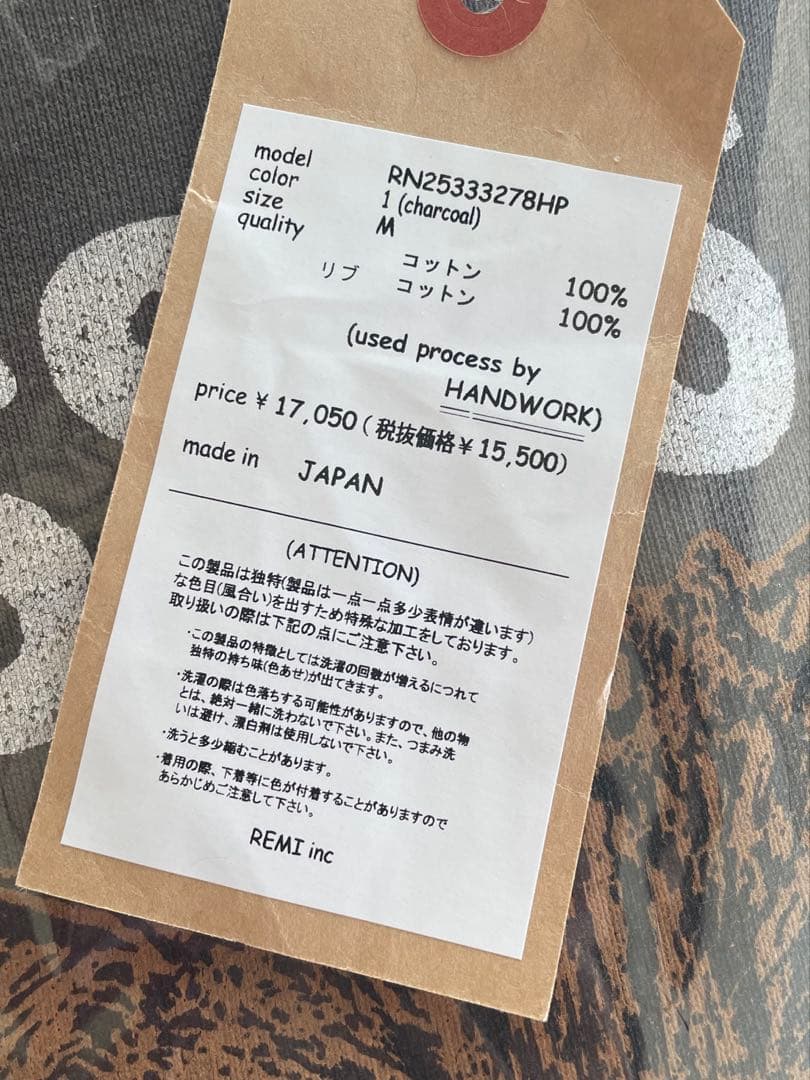 model RN25333278HP
color 1 (charcoal)
size M
quality
コットン 100%
リブ コットン 100%
(used process by
HANDWORK)
price ¥ 17,050 ( 税抜価格¥ 15,500)
made in JAPAN
(ATTENTION)
この製品は独特(製品は一点一点多少表情が違います)
な色目(風合い)を出すため特殊な加工をしております。
取り扱いの際は下記の点にご注意下さい。
・この製品の特徴としては洗濯の回数が増えるにつれて
独特の持ち味(色あせ)が出てきます。
・洗濯の際は色落ちする可能性がありますので、他の物
とは、絶対一緒に洗わないで下さい。また、つまみ洗
いは避け、漂白剤は使用しないで下さい。
・洗うと多少縮むことがあります。
・着用の際、下着等に色が付着することがありますので
あらかじめご注意して下さい。
REMI inc